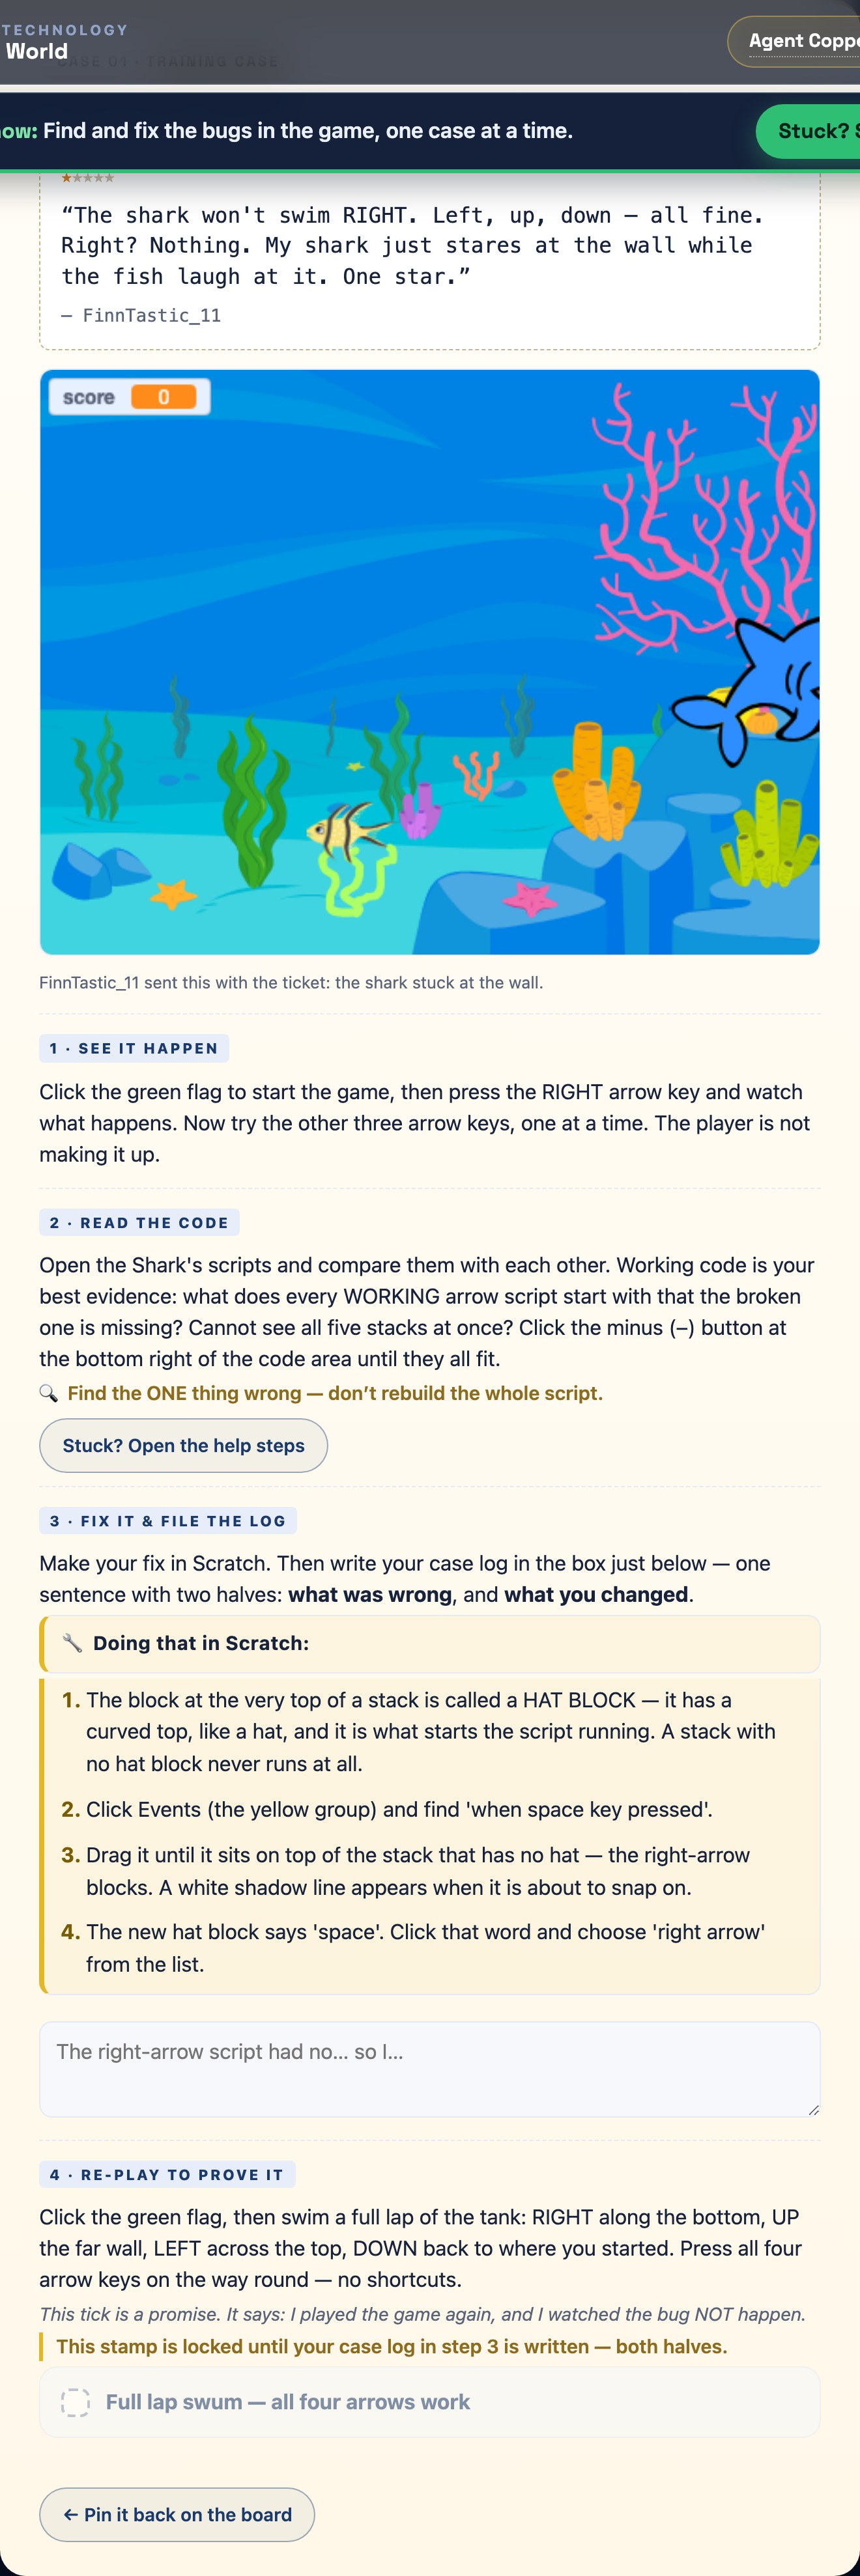 TECHNOLOGY
World
CASE 01 · TRAINING CASE
Agent Coppe
ow: Find and fix the bugs in the game, one case at a time.
Stuck? S
“The shark won't swim RIGHT. Left, up, down — all fine.
Right? Nothing. My shark just stares at the wall while
the fish laugh at it. One star.”
— FinnTastic_11
score 0
FinnTastic_11 sent this with the ticket: the shark stuck at the wall.
1 · SEE IT HAPPEN
Click the green flag to start the game, then press the RIGHT arrow key and watch
what happens. Now try the other three arrow keys, one at a time. The player is not
making it up.
2 · READ THE CODE
Open the Shark's scripts and compare them with each other. Working code is your
best evidence: what does every WORKING arrow script start with that the broken
one is missing? Cannot see all five stacks at once? Click the minus (–) button at
the bottom right of the code area until they all fit.
Find the ONE thing wrong — don’t rebuild the whole script.
Stuck? Open the help steps
3 · FIX IT & FILE THE LOG
Make your fix in Scratch. Then write your case log in the box just below — one
sentence with two halves: what was wrong, and what you changed.
Doing that in Scratch:
1. The block at the very top of a stack is called a HAT BLOCK — it has a
curved top, like a hat, and it is what starts the script running. A stack with
no hat block never runs at all.
2. Click Events (the yellow group) and find 'when space key pressed'.
3. Drag it until it sits on top of the stack that has no hat — the right-arrow
blocks. A white shadow line appears when it is about to snap on.
4. The new hat block says 'space'. Click that word and choose 'right arrow'
from the list.
The right-arrow script had no... so I...
4 · RE-PLAY TO PROVE IT
Click the green flag, then swim a full lap of the tank: RIGHT along the bottom, UP
the far wall, LEFT across the top, DOWN back to where you started. Press all four
arrow keys on the way round — no shortcuts.
This tick is a promise. It says: I played the game again, and I watched the bug NOT happen.
This stamp is locked until your case log in step 3 is written — both halves.
Full lap swum — all four arrows work
← Pin it back on the board